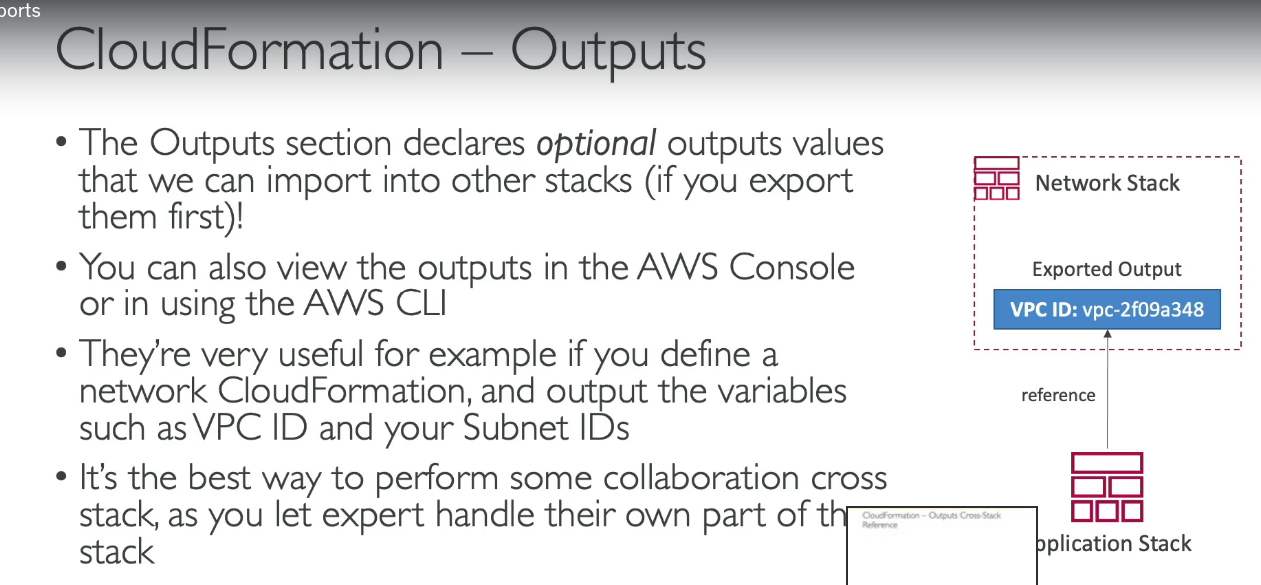 ports
CloudFormation – Outputs
• The Outputs section declares optional outputs values
that we can import into other stacks (if you export
them first)!
• You can also view the outputs in the AWS Console
or in using the AWS CLI
• They're very useful for example if you define a
network CloudFormation, and output the variables
such as VPC ID and your Subnet IDs
• It's the best way to perform some collaboration cross
stack, as you let expert handle their own part of th
stack
Network Stack
Exported Output
VPC ID: vpc-2f09a348
reference
pplication Stack
CloudFormation – Outputs Cross-Stack
Reference